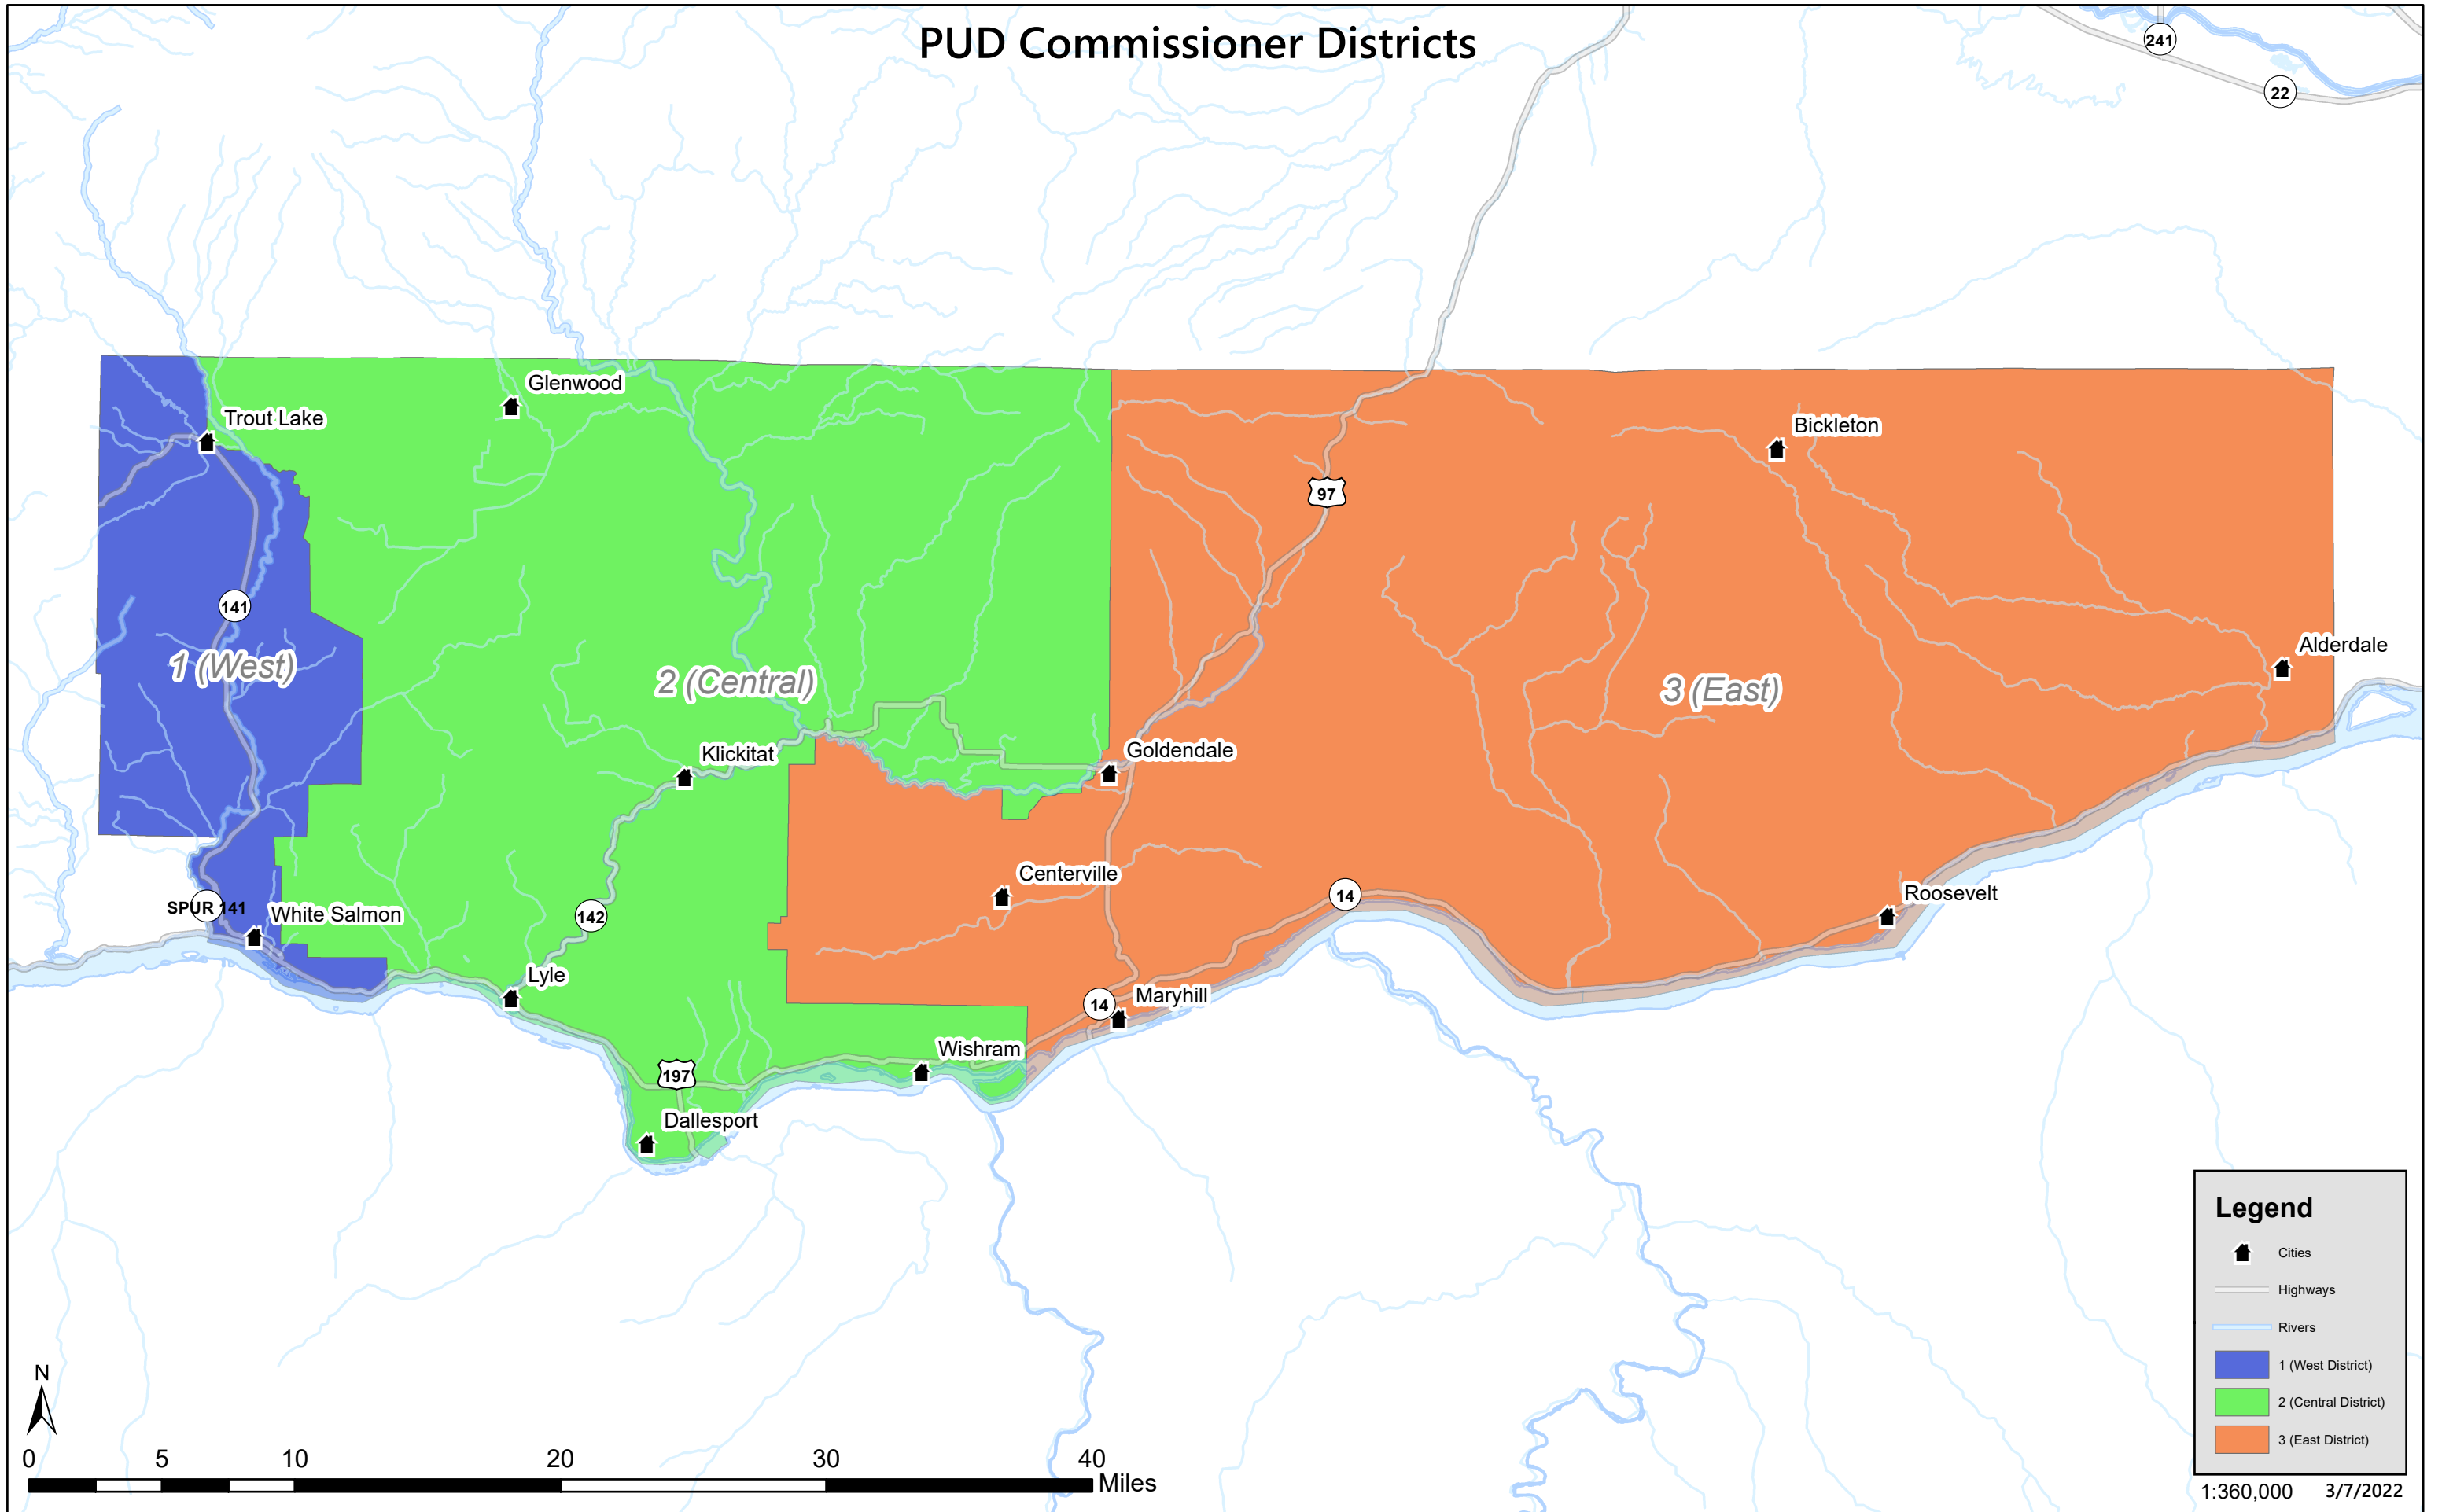 PUD Commissioner Districts
241
22
Glenwood
Trout Lake
Bickleton
97
141
Alderdale
1 (West)
2 (Central)
3 (East)
Klickitat
Goldendale
Centerville
14
Roosevelt
SPUR 141
White Salmon
142
Lyle
14
Maryhill
Wishram
197
Dallesport
Legend
Cities
Highways
Rivers
1 (West District)
2 (Central District)
3 (East District)
N
0 5 10 20 30 40
Miles
1:360,000 3/7/2022